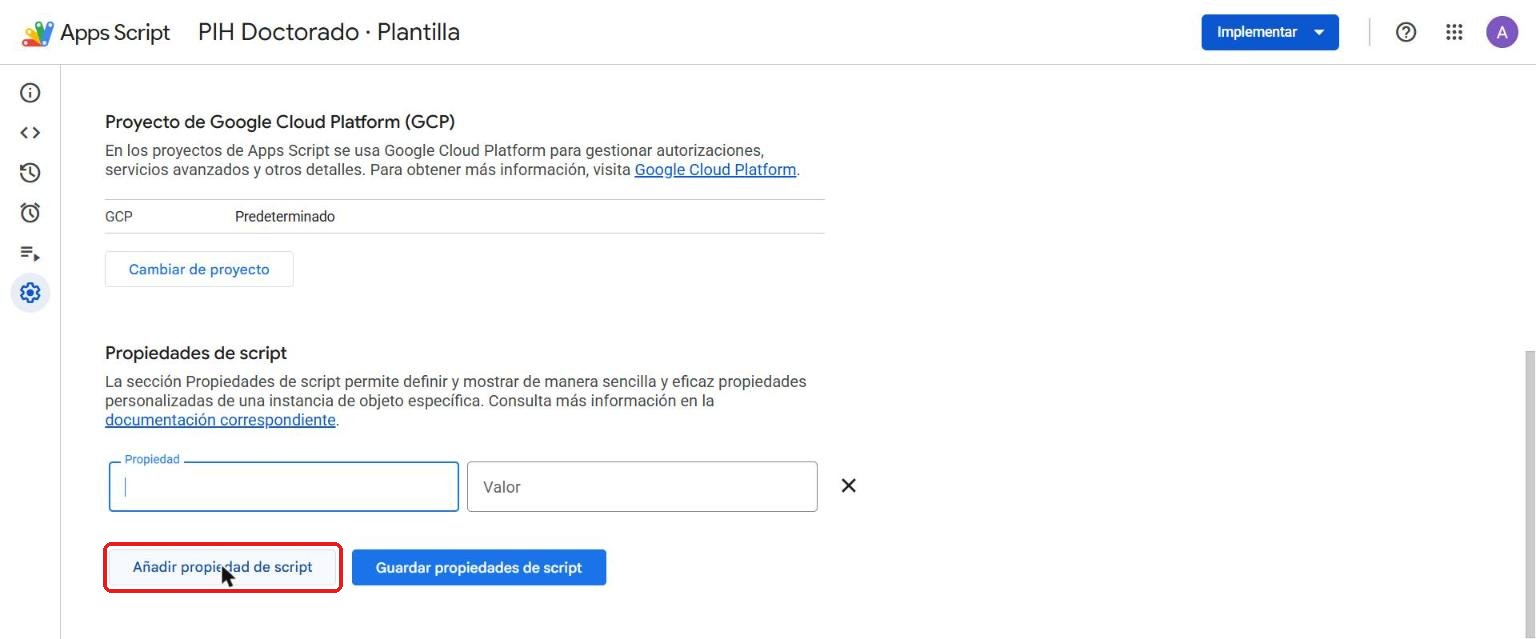 Apps Script PIH Doctorado · Plantilla Implementar A
Proyecto de Google Cloud Platform (GCP)
En los proyectos de Apps Script se usa Google Cloud Platform para gestionar autorizaciones,
servicios avanzados y otros detalles. Para obtener más información, visita Google Cloud Platform.
GCP Predeterminado
Cambiar de proyecto
Propiedades de script
La sección Propiedades de script permite definir y mostrar de manera sencilla y eficaz propiedades
personalizadas de una instancia de objeto específica. Consulta más información en la
documentación correspondiente.
Propiedad
Valor
Añadir propiedad de script Guardar propiedades de script